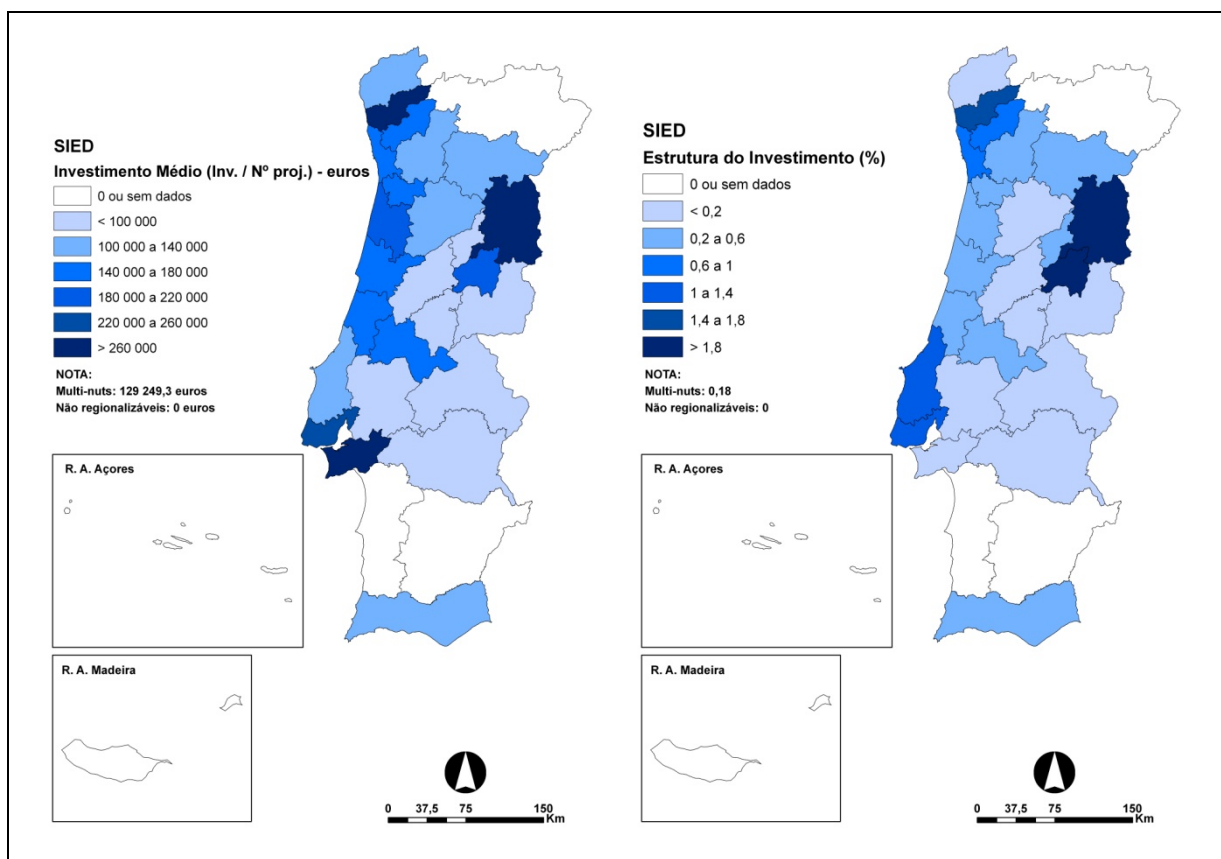 SIED
Investimento Médio (Inv. / Nº proj.) - euros
0 ou sem dados
< 100 000
100 000 a 140 000
140 000 a 180 000
180 000 a 220 000
220 000 a 260 000
> 260 000
NOTA:
Multi-nuts: 129 249,3 euros
Não regionalizáveis: 0 euros
R. A. Açores
R. A. Madeira
0 37,5 75 150
Km
SIED
Estrutura do Investimento (%)
0 ou sem dados
< 0,2
0,2 a 0,6
0,6 a 1
1 a 1,4
1,4 a 1,8
> 1,8
NOTA:
Multi-nuts: 0,18
Não regionalizáveis: 0
R. A. Açores
R. A. Madeira
0 37,5 75 150
Km